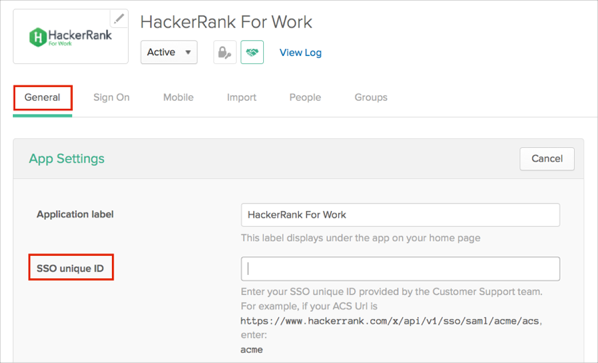 HackerRank For Work
HackerRank
For Work
Active
View Log
General
Sign On
Mobile
Import
People
Groups
App Settings
Cancel
Application label
HackerRank For Work
This label displays under the app on your home page
SSO unique ID
Enter your SSO unique ID provided by the Customer Support team.
For example, if your ACS Url is
https://www.hackerrank.com/x/api/v1/sso/saml/acme/acs,
enter:
acme